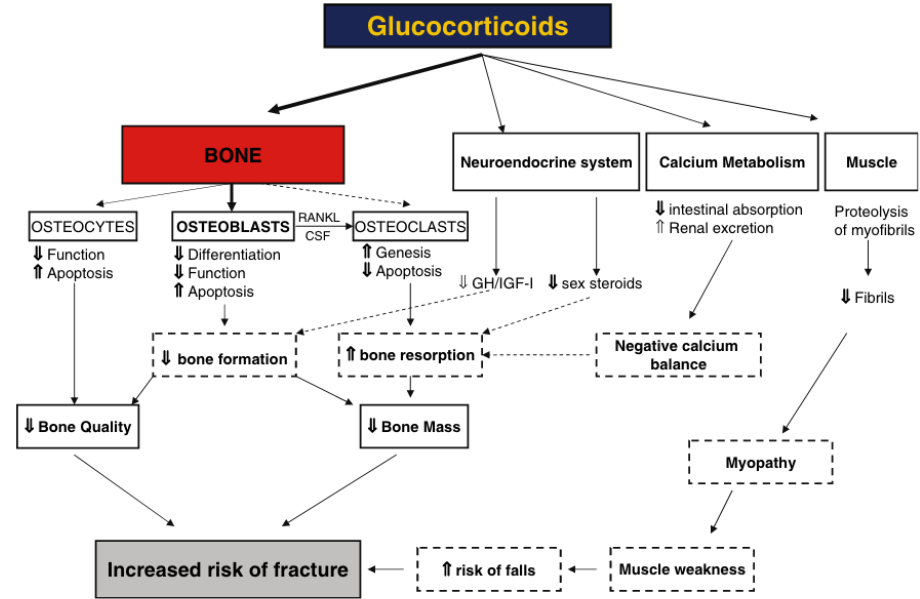 Glucocorticoids
BONE
Neuroendocrine system
Calcium Metabolism
Muscle
OSTEOCYTES
OSTEOBLASTS
RANKL
CSF
OSTEOCLASTS
⇓ Function
⇑ Apoptosis
⇓ Differentiation
⇓ Function
⇑ Apoptosis
⇑ Genesis
⇓ Apoptosis
⇓ GH/IGF-I
⇓ sex steroids
⇓ intestinal absorption
⇑ Renal excretion
Proteolysis
of myofibrils
⇓ Fibrils
⇓ bone formation
⇑ bone resorption
Negative calcium
balance
⇓ Bone Quality
⇓ Bone Mass
Myopathy
Increased risk of fracture
⇑ risk of falls
Muscle weakness